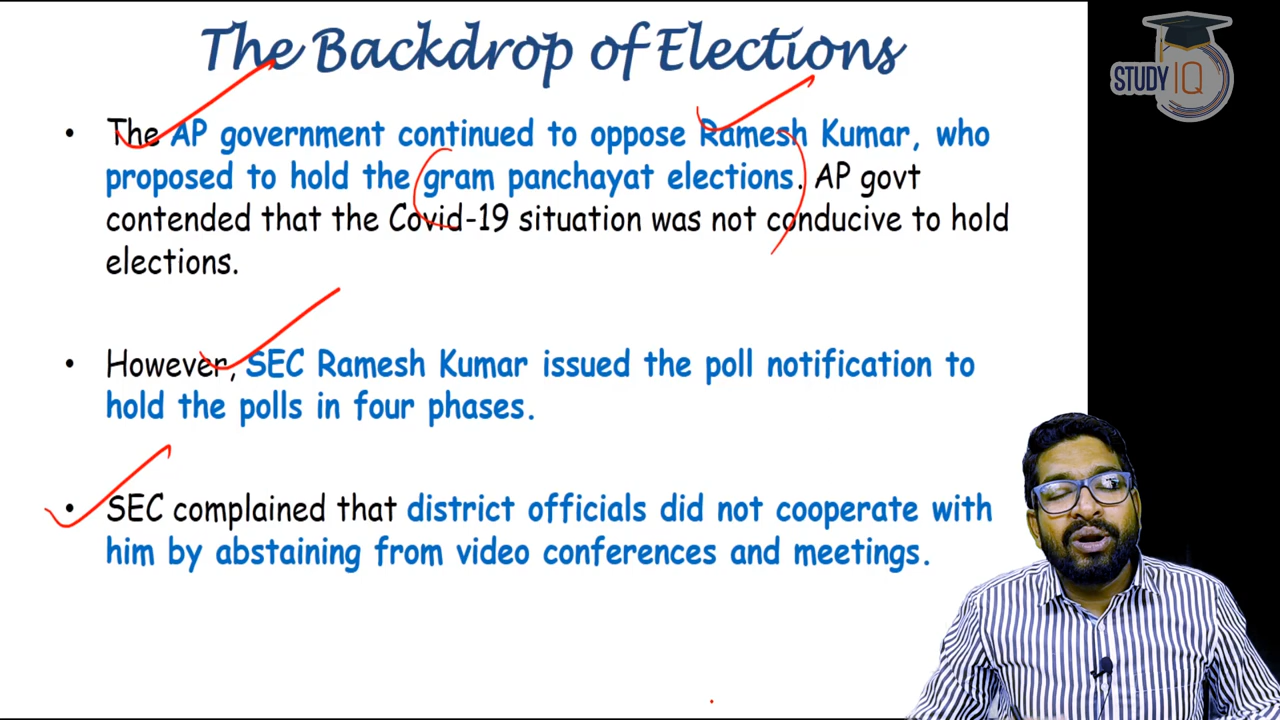 The Backdrop of Elections
STUDY IQ
• The AP government continued to oppose Ramesh Kumar, who
proposed to hold the gram panchayat elections. AP govt
contended that the Covid-19 situation was not conducive to hold
elections.
• However, SEC Ramesh Kumar issued the poll notification to
hold the polls in four phases.
• SEC complained that district officials did not cooperate with
him by abstaining from video conferences and meetings.